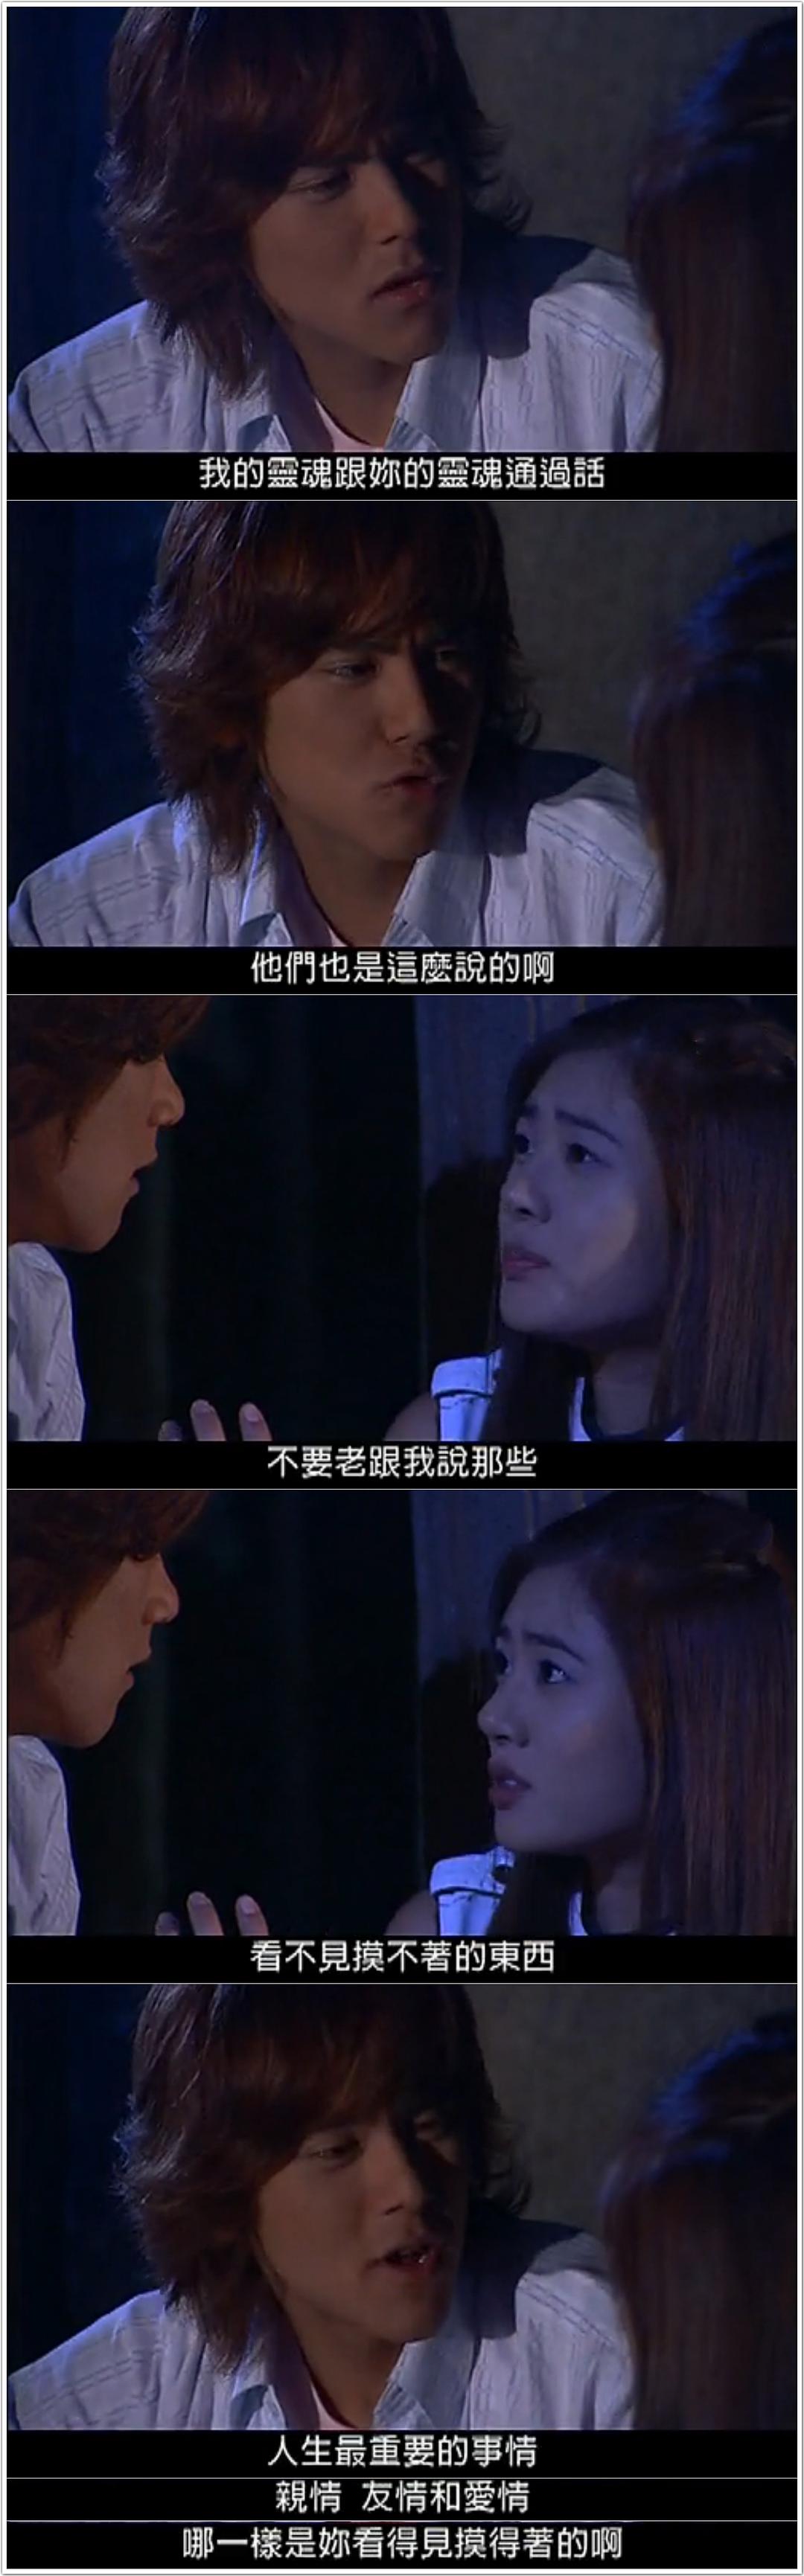 我的靈魂跟妳的靈魂通過話
他們也是這麼說的啊
不要老跟我說那些
看不見摸不著的東西
人生最重要的事情
親情 友情和愛情
哪一樣是妳看得見摸得著的啊